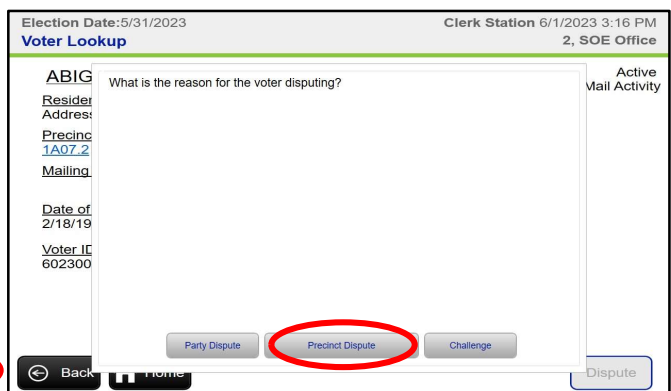 Election Date:5/31/2023 Clerk Station 6/1/2023 3:16 PM
Voter Lookup 2, SOE Office
ABIG Active
What is the reason for the voter disputing?
Mail Activity
Residen
Address
Precinc
1A07.2
Mailing
Date of
2/18/19
Voter ID
602300
Party Dispute Precinct Dispute Challenge
Back Home Dispute